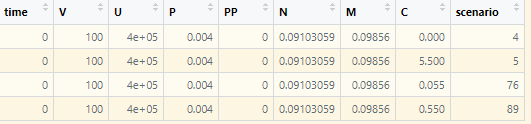 time V U P PP N M C scenario
0 100 4e+05 0.004 0 0.09103059 0.09856 0.000 4
0 100 4e+05 0.004 0 0.09103059 0.09856 5.500 5
0 100 4e+05 0.004 0 0.09103059 0.09856 0.055 76
0 100 4e+05 0.004 0 0.09103059 0.09856 0.550 89